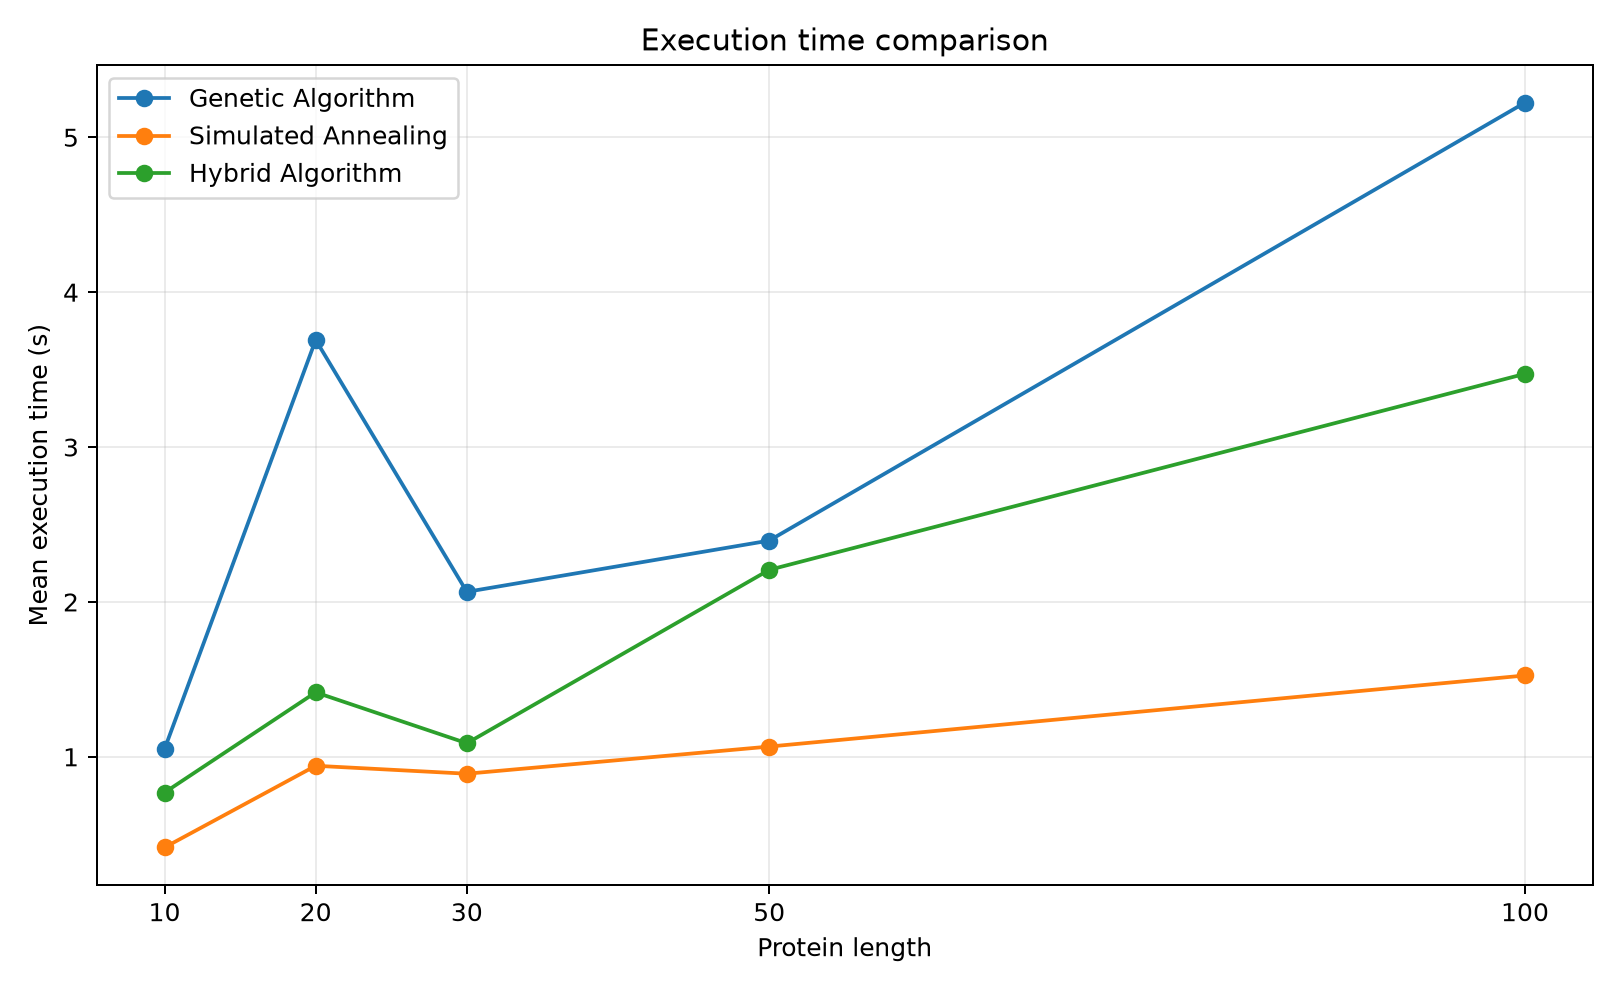 Execution time comparison
Genetic Algorithm
Simulated Annealing
Hybrid Algorithm
5
4
3
2
1
Mean execution time (s)
10 20 30 50 100
Protein length